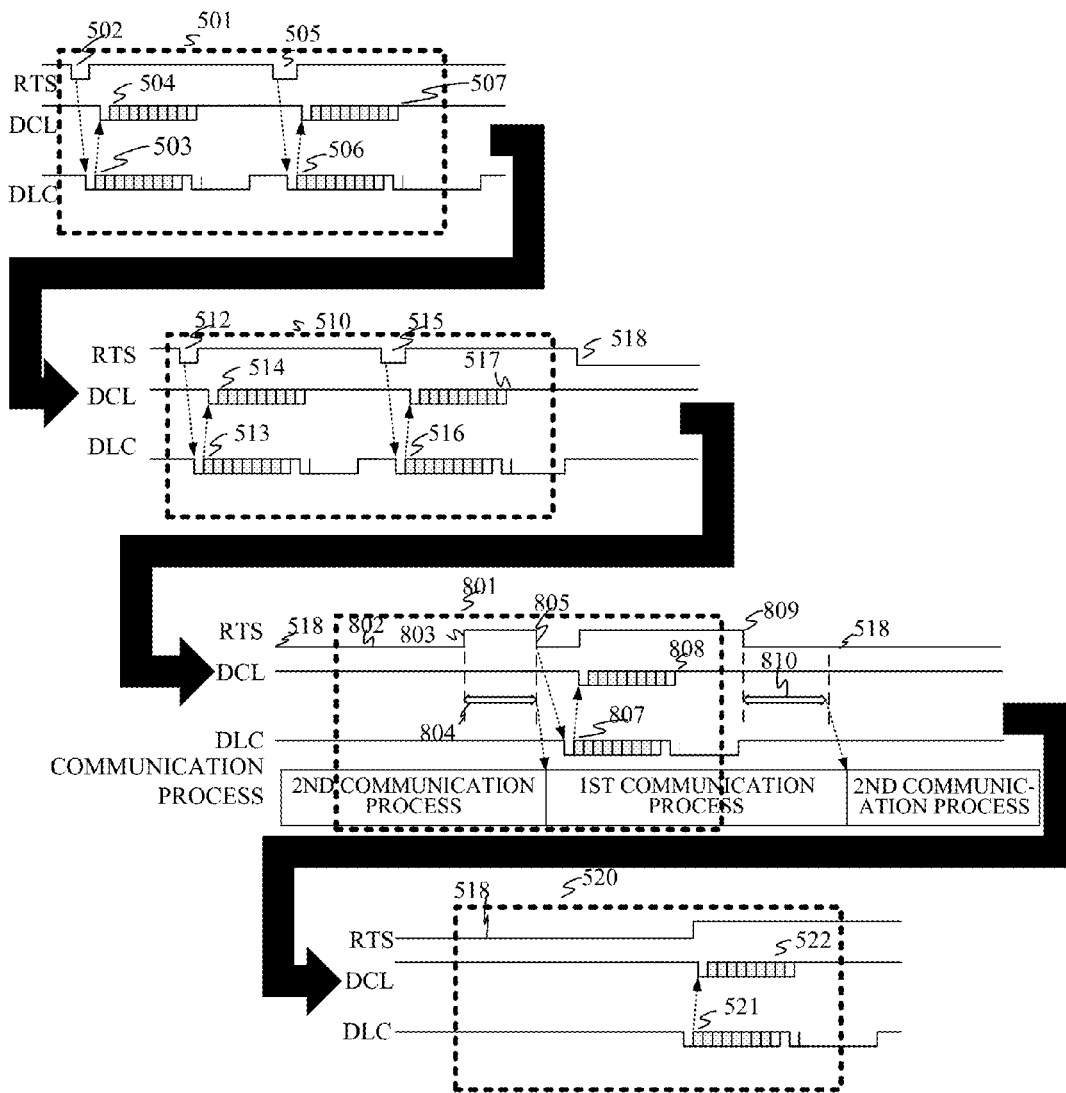 502
501
505
RTS
504
507
DCL
503
506
DLC
512
510
515
518
RTS
514
517
DCL
513
516
DLC
801
518
802
803
805
809
RTS
808
518
DCL
810
804
807
DLC
COMMUNICATION
PROCESS
2ND COMMUNICATION
PROCESS
1ST COMMUNICATION
PROCESS
2ND COMMUNIC-
ATION PROCESS
518
520
RTS
522
DCL
521
DLC